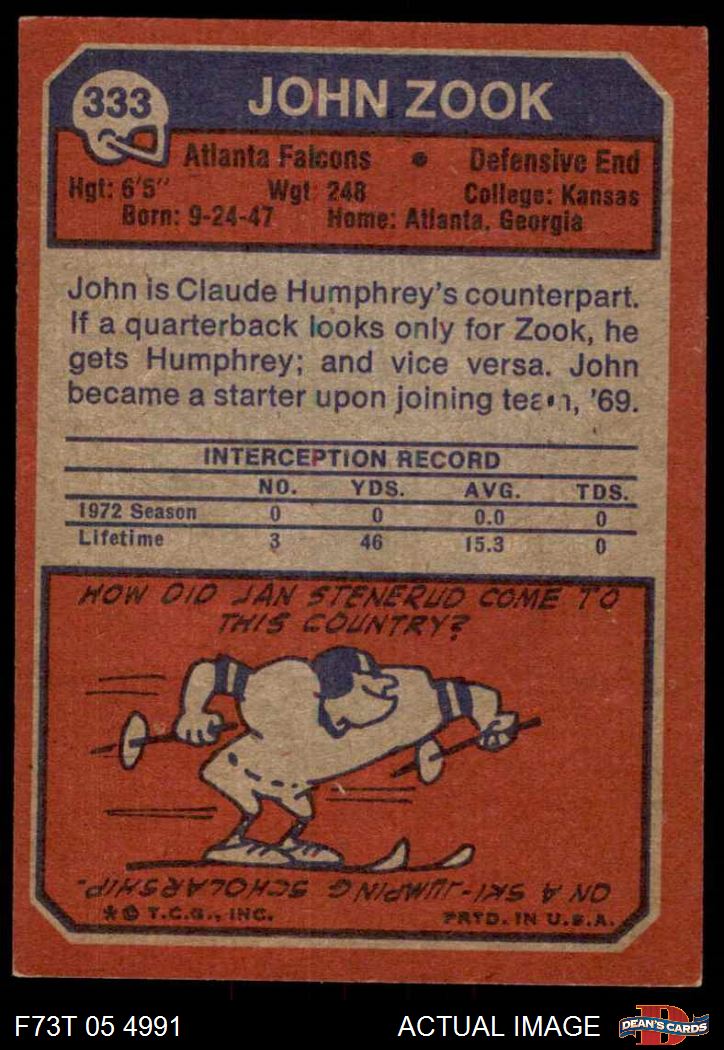 333
JOHN ZOOK
Atlanta Falcons • Defensive End
Hgt: 6'5" Wgt 248 College: Kansas
Born: 9-24-47 Home: Atlanta, Georgia
John is Claude Humphrey's counterpart.
If a quarterback looks only for Zook, he
gets Humphrey; and vice versa. John
became a starter upon joining team, '69.
INTERCEPTION RECORD
NO. YDS. AVG. TDS.
1972 Season 0 0 0.0 0
Lifetime 3 46 15.3 0
HOW DID JAN STENERUD COME TO
THIS COUNTRY?
ON A SKI-JUMPING SCHOLARSHIP.
*© T.C.G., INC. PRTD. IN U.S.A.
F73T 05 4991 ACTUAL IMAGE
D
DEAN'S CARDS